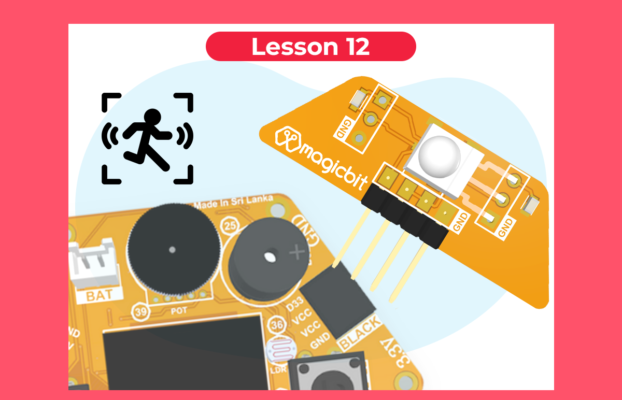 Lesson 12
GND
magicbit
GND
GND
Made in Sri Lanka
25
GND
+
BAT
39
POT
D33
VCC
VCC
GND
BLACK
36
LDR
3.3V